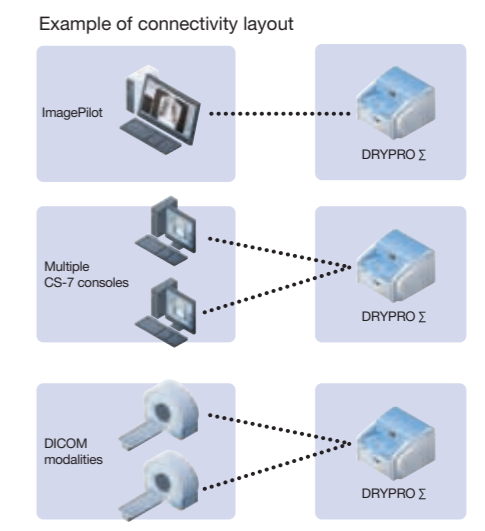 Example of connectivity layout
ImagePilot
DRYPRO ∑
Multiple
CS-7 consoles
DRYPRO ∑
DICOM
modalities
DRYPRO ∑